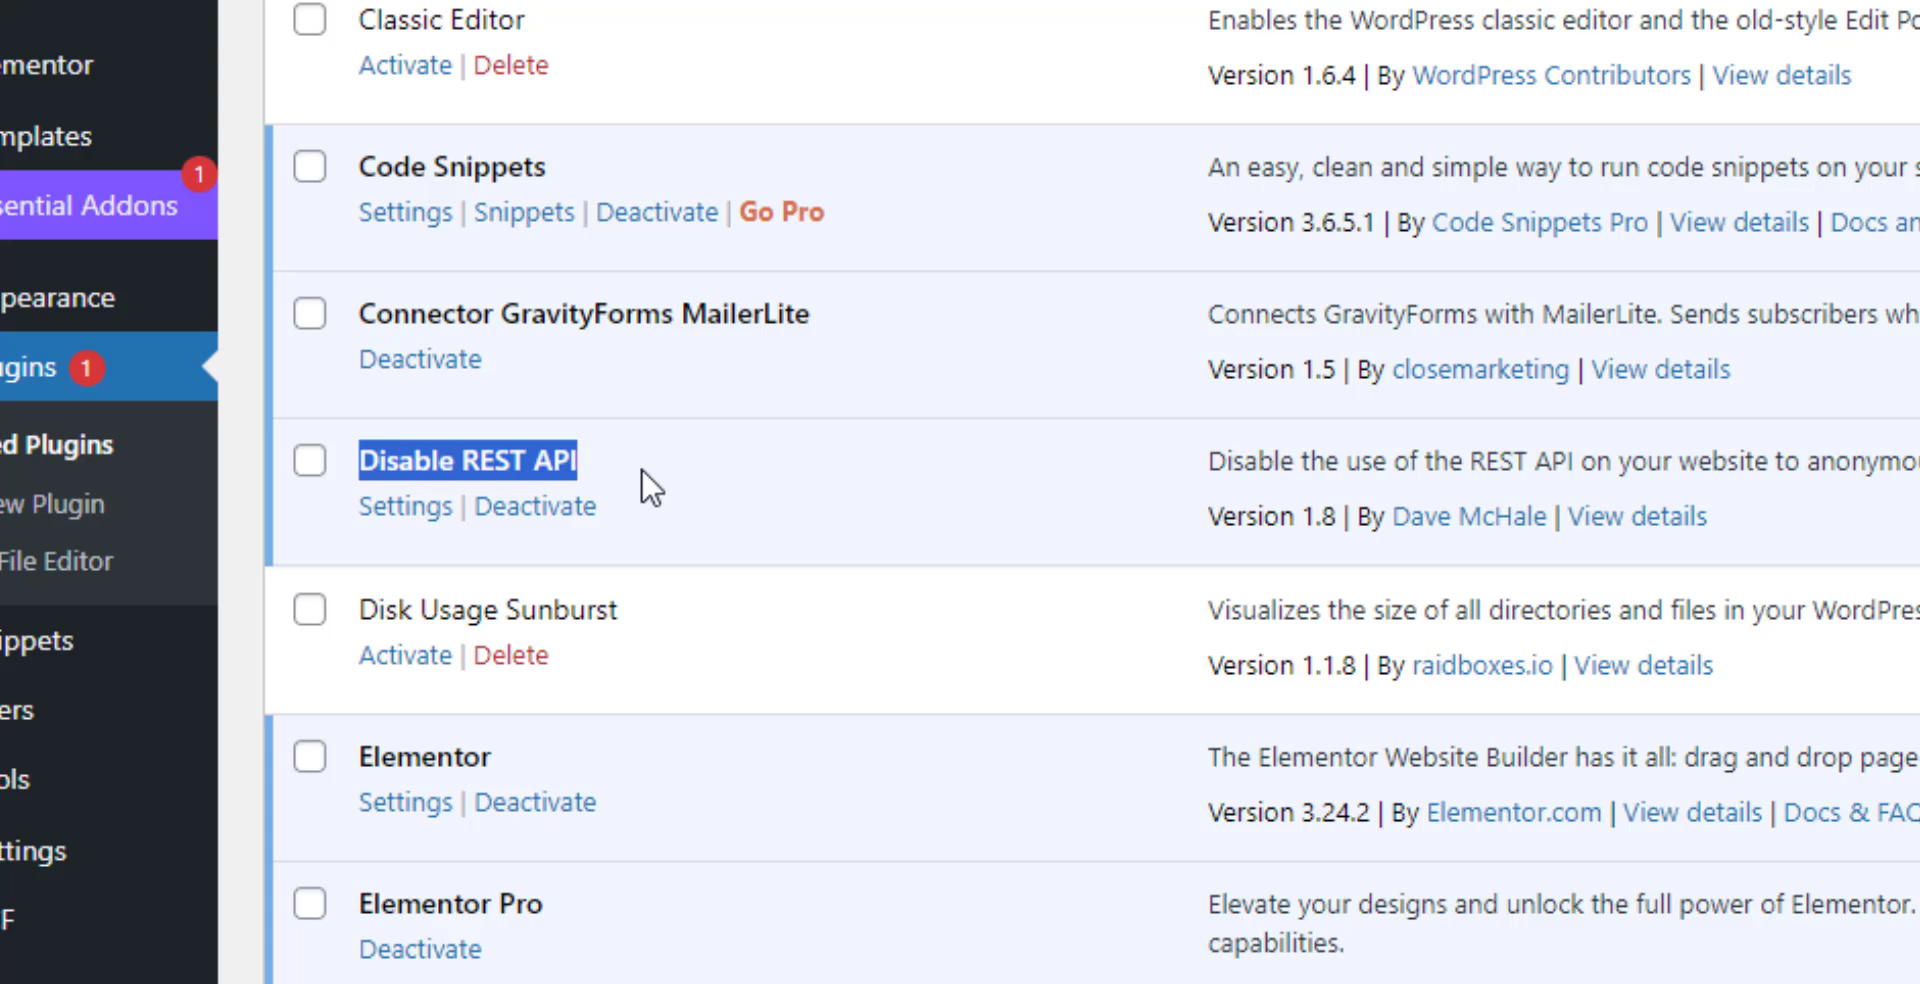 Classic Editor
Activate | Delete
Enables the WordPress classic editor and the old-style Edit
Version 1.6.4 | By WordPress Contributors | View details
ementor
mplates
1
sential Addons
pearance
ugins 1
ed Plugins
ew Plugin
File Editor
ippets
ers
ols
ttings
F
Code Snippets
Settings | Snippets | Deactivate | Go Pro
An easy, clean and simple way to run code snippets on your
Version 3.6.5.1 | By Code Snippets Pro | View details | Docs an
Connector GravityForms MailerLite
Deactivate
Connects GravityForms with MailerLite. Sends subscribers wh
Version 1.5 | By closemarketing | View details
Disable REST API
Settings | Deactivate
Disable the use of the REST API on your website to anonymo
Version 1.8 | By Dave McHale | View details
Disk Usage Sunburst
Activate | Delete
Visualizes the size of all directories and files in your WordPres
Version 1.1.8 | By raidboxes.io | View details
Elementor
Settings | Deactivate
The Elementor Website Builder has it all: drag and drop page
Version 3.24.2 | By Elementor.com | View details | Docs & FAQ
Elementor Pro
Deactivate
Elevate your designs and unlock the full power of Elementor.
capabilities.